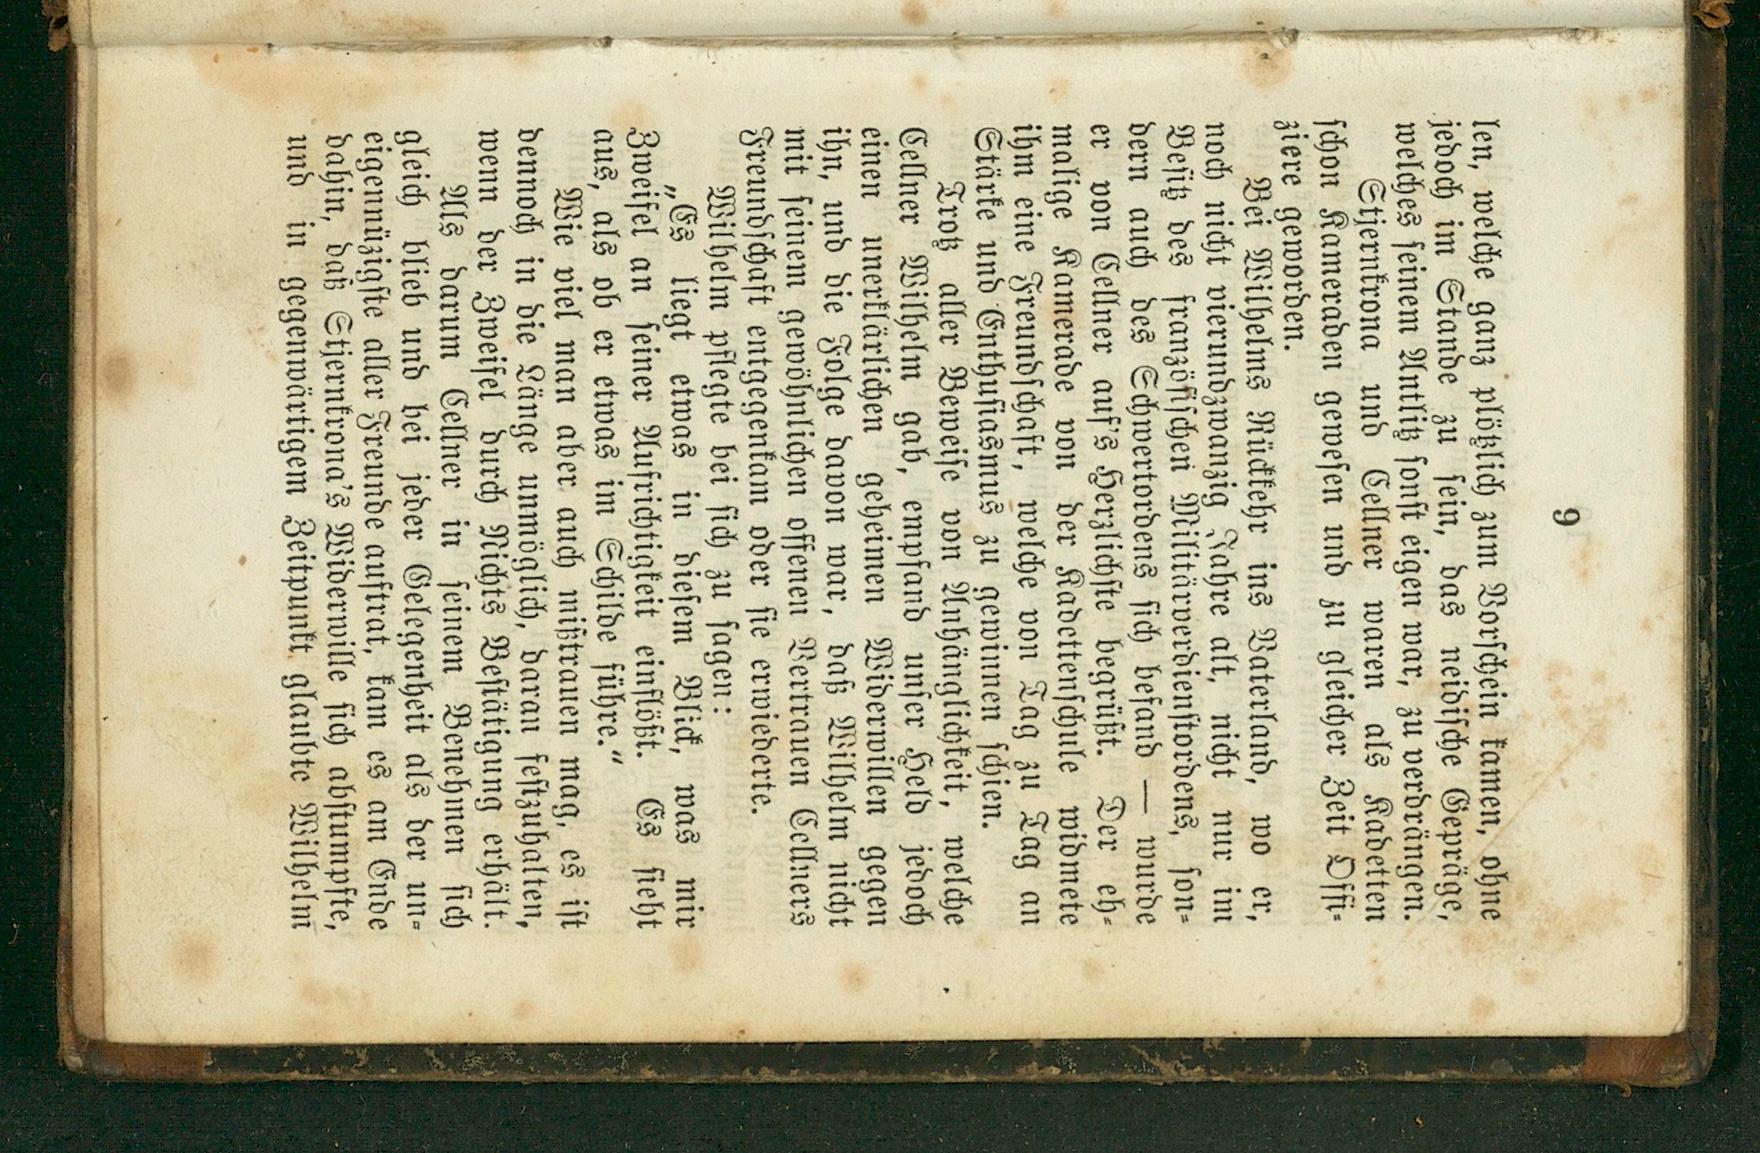 9
len, welche ganz plötzlich zum Vorſchein kamen, ohne
jedoch im Stande zu ſein, das neidiſche Gepräge,
welches ſeinem Antlitz ſonſt eigen war, zu verdrängen.
Stjernkrona und Cellner waren als Kadetten
ſchon Kameraden geweſen und zu gleicher Zeit Offi-
ziere geworden.
Bei Wilhelms Rückkehr ins Vaterland, wo er,
noch nicht vierundzwanzig Jahre alt, nicht nur im
Beſitz des franzöſiſchen Militärverdienſtordens, ſon-
dern auch des Schwertordens ſich befand — wurde
er von Cellner auf's Herzlichſte begrüßt. Der eh-
malige Kamerade von der Kadettenſchule widmete
ihn eine Freundſchaft, welche von Tag zu Tag an
Stärke und Enthuſiasmus zu gewinnen ſchien.
Trotz aller Beweiſe von Anhänglichkeit, welche
Cellner Wilhelm gab, empfand unſer Held jedoch
einen unerklärlichen geheimen Widerwillen gegen
ihn, und die Folge davon war, daß Wilhelm nicht
mit ſeinem gewöhnlichen offenen Vertrauen Cellners
Freundſchaft entgegenkam oder ſie erwiederte.
Wilhelm pflegte bei ſich zu ſagen:
„Es liegt etwas in dieſem Blick, was mir
Zweifel an ſeiner Aufrichtigkeit einflößt. Es ſieht
aus, als ob er etwas im Schilde führe.“
Wie viel man aber auch mißtrauen mag, es iſt
dennoch in die Länge unmöglich, daran feſtzuhalten,
wenn der Zweifel durch Nichts Beſtätigung erhält.
Als darum Cellner in ſeinem Benehmen ſich
gleich blieb und bei jeder Gelegenheit als der un-
eigennüzigſte aller Freunde auftrat, kam es am Ende
dahin, daß Stjernkrona's Widerwille ſich abſtumpfte,
und in gegenwärtigem Zeitpunkt glaubte Wilhelm